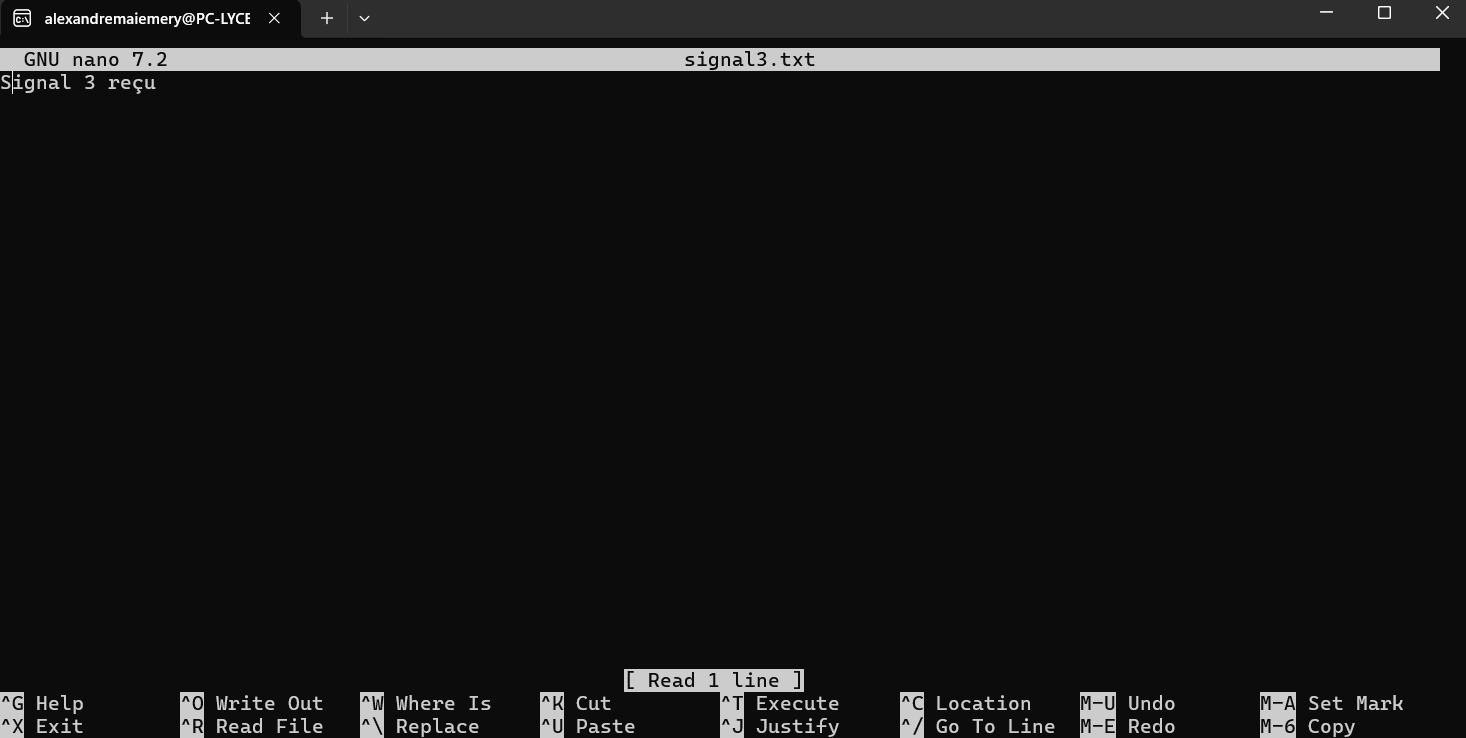 alexandremaiemery@PC-LYCE
GNU nano 7.2 signal3.txt
Signal 3 reçu
[ Read 1 line ]
^G Help ^O Write Out ^W Where Is ^K Cut ^T Execute ^C Location M-U Undo M-A Set Mark
^X Exit ^R Read File ^\ Replace ^U Paste ^J Justify ^/ Go To Line M-E Redo M-6 Copy